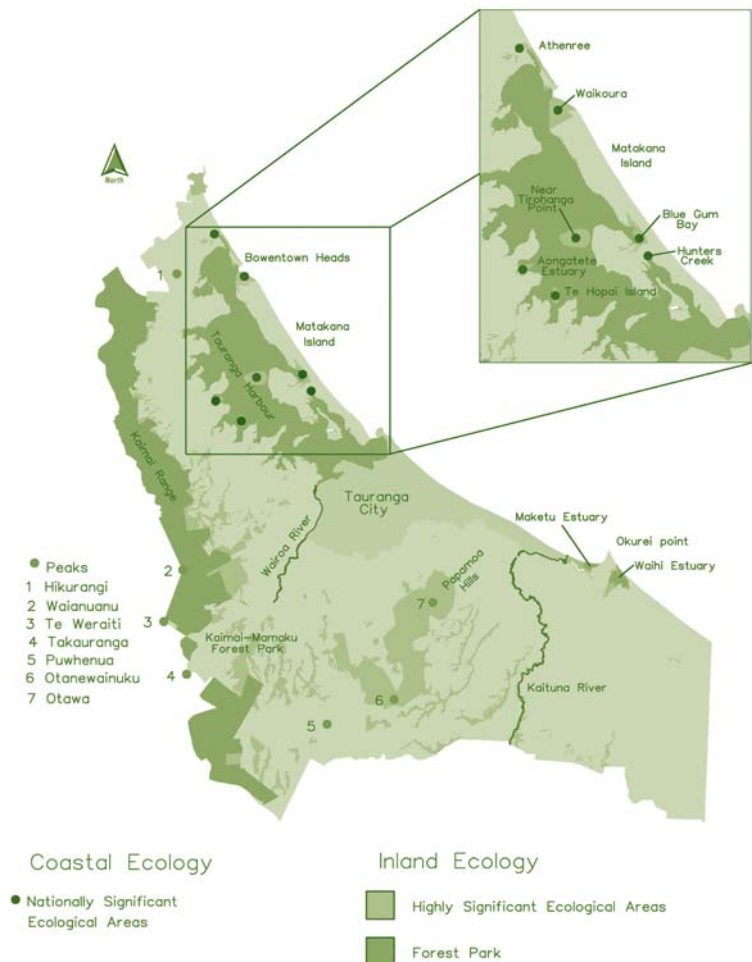 Athenree
Waikoura
Matakana
Island
Near
Tirohanga
Point
Blue Gum
Bay
Hunters
Creek
Aongatete
Estuary
Te Hopai Island
North
Bowentown Heads
1
Matakana
Island
Tauranga Harbour
Kaimai Range
Tauranga
City
Wairoa River
Maketu Estuary
Okurei point
Waihi Estuary
Papamoa
Hills
2
7
3
Kaimai-Mamaku
Forest Park
4
Kaituna River
6
5
Peaks
1 Hikurangi
2 Waianuanu
3 Te Weraiti
4 Takauranga
5 Puwhenua
6 Otanewainuku
7 Otawa
Coastal Ecology
Nationally Significant
Ecological Areas
Inland Ecology
Highly Significant Ecological Areas
Forest Park